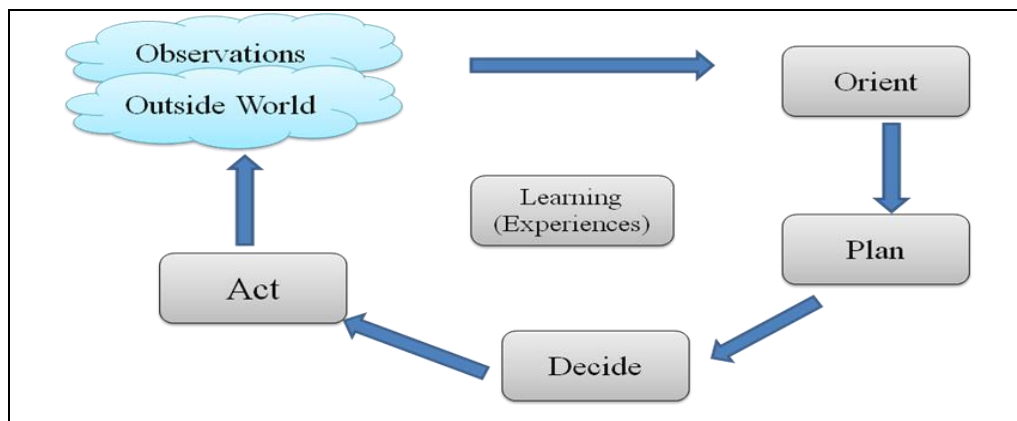 Observations
Outside World
Orient
Learning
(Experiences)
Plan
Act
Decide